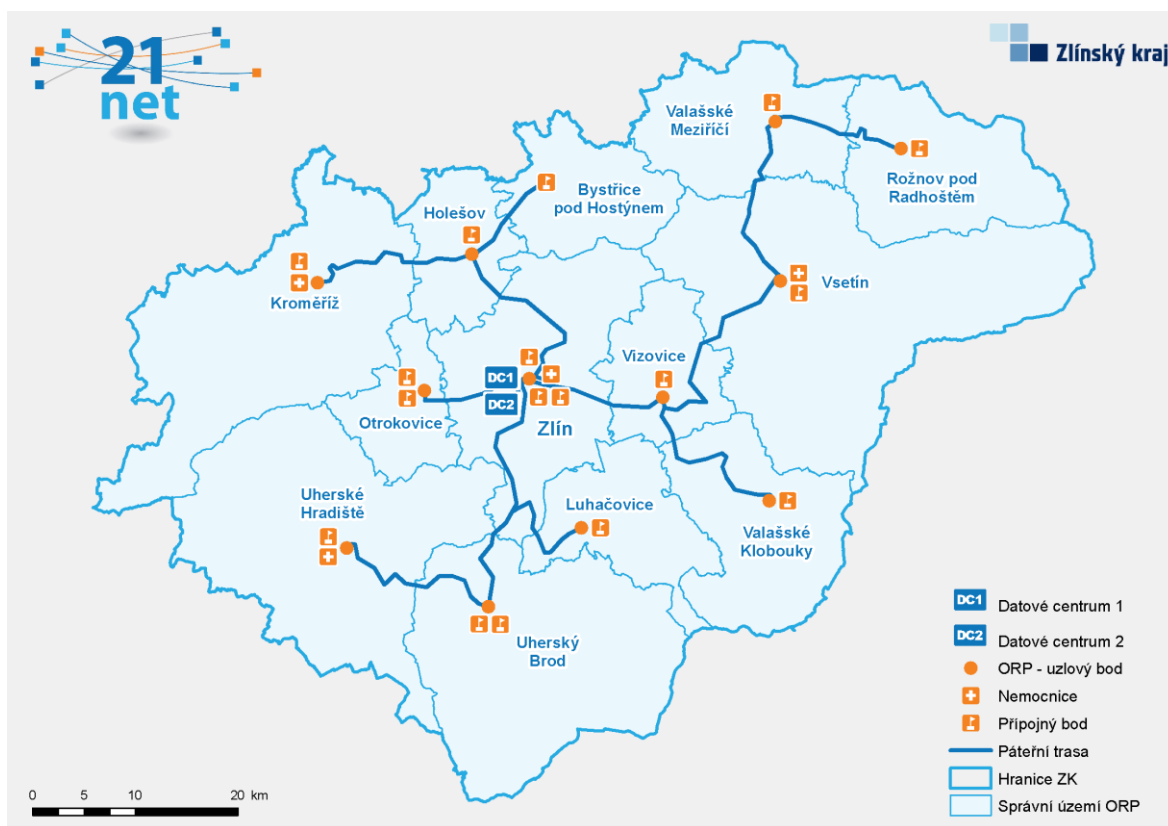 21
net
Zlínský kraj
Valašské
Meziříčí
Rožnov pod
Radhoštěm
Bystřice
pod Hostýnem
Holešov
Kroměříž
Vsetín
Vizovice
DC1
DC2
Otrokovice
Zlín
Uherské
Hradiště
Luhačovice
Valašské
Klobouky
Uherský
Brod
DC1 Datové centrum 1
DC2 Datové centrum 2
ORP - uzlový bod
Nemocnice
Přípojný bod
Páteřní trasa
Hranice ZK
Správní území ORP
0 5 10 20 km